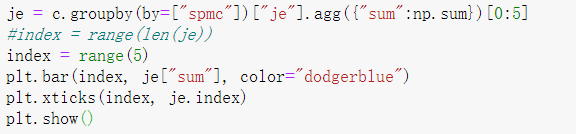 je = c.groupby(by=["spmc"])["je"].agg({"sum":np.sum})[0:5]
#index = range(len(je))
index = range(5)
plt.bar(index, je["sum"], color="dodgerblue")
plt.xticks(index, je.index)
plt.show()